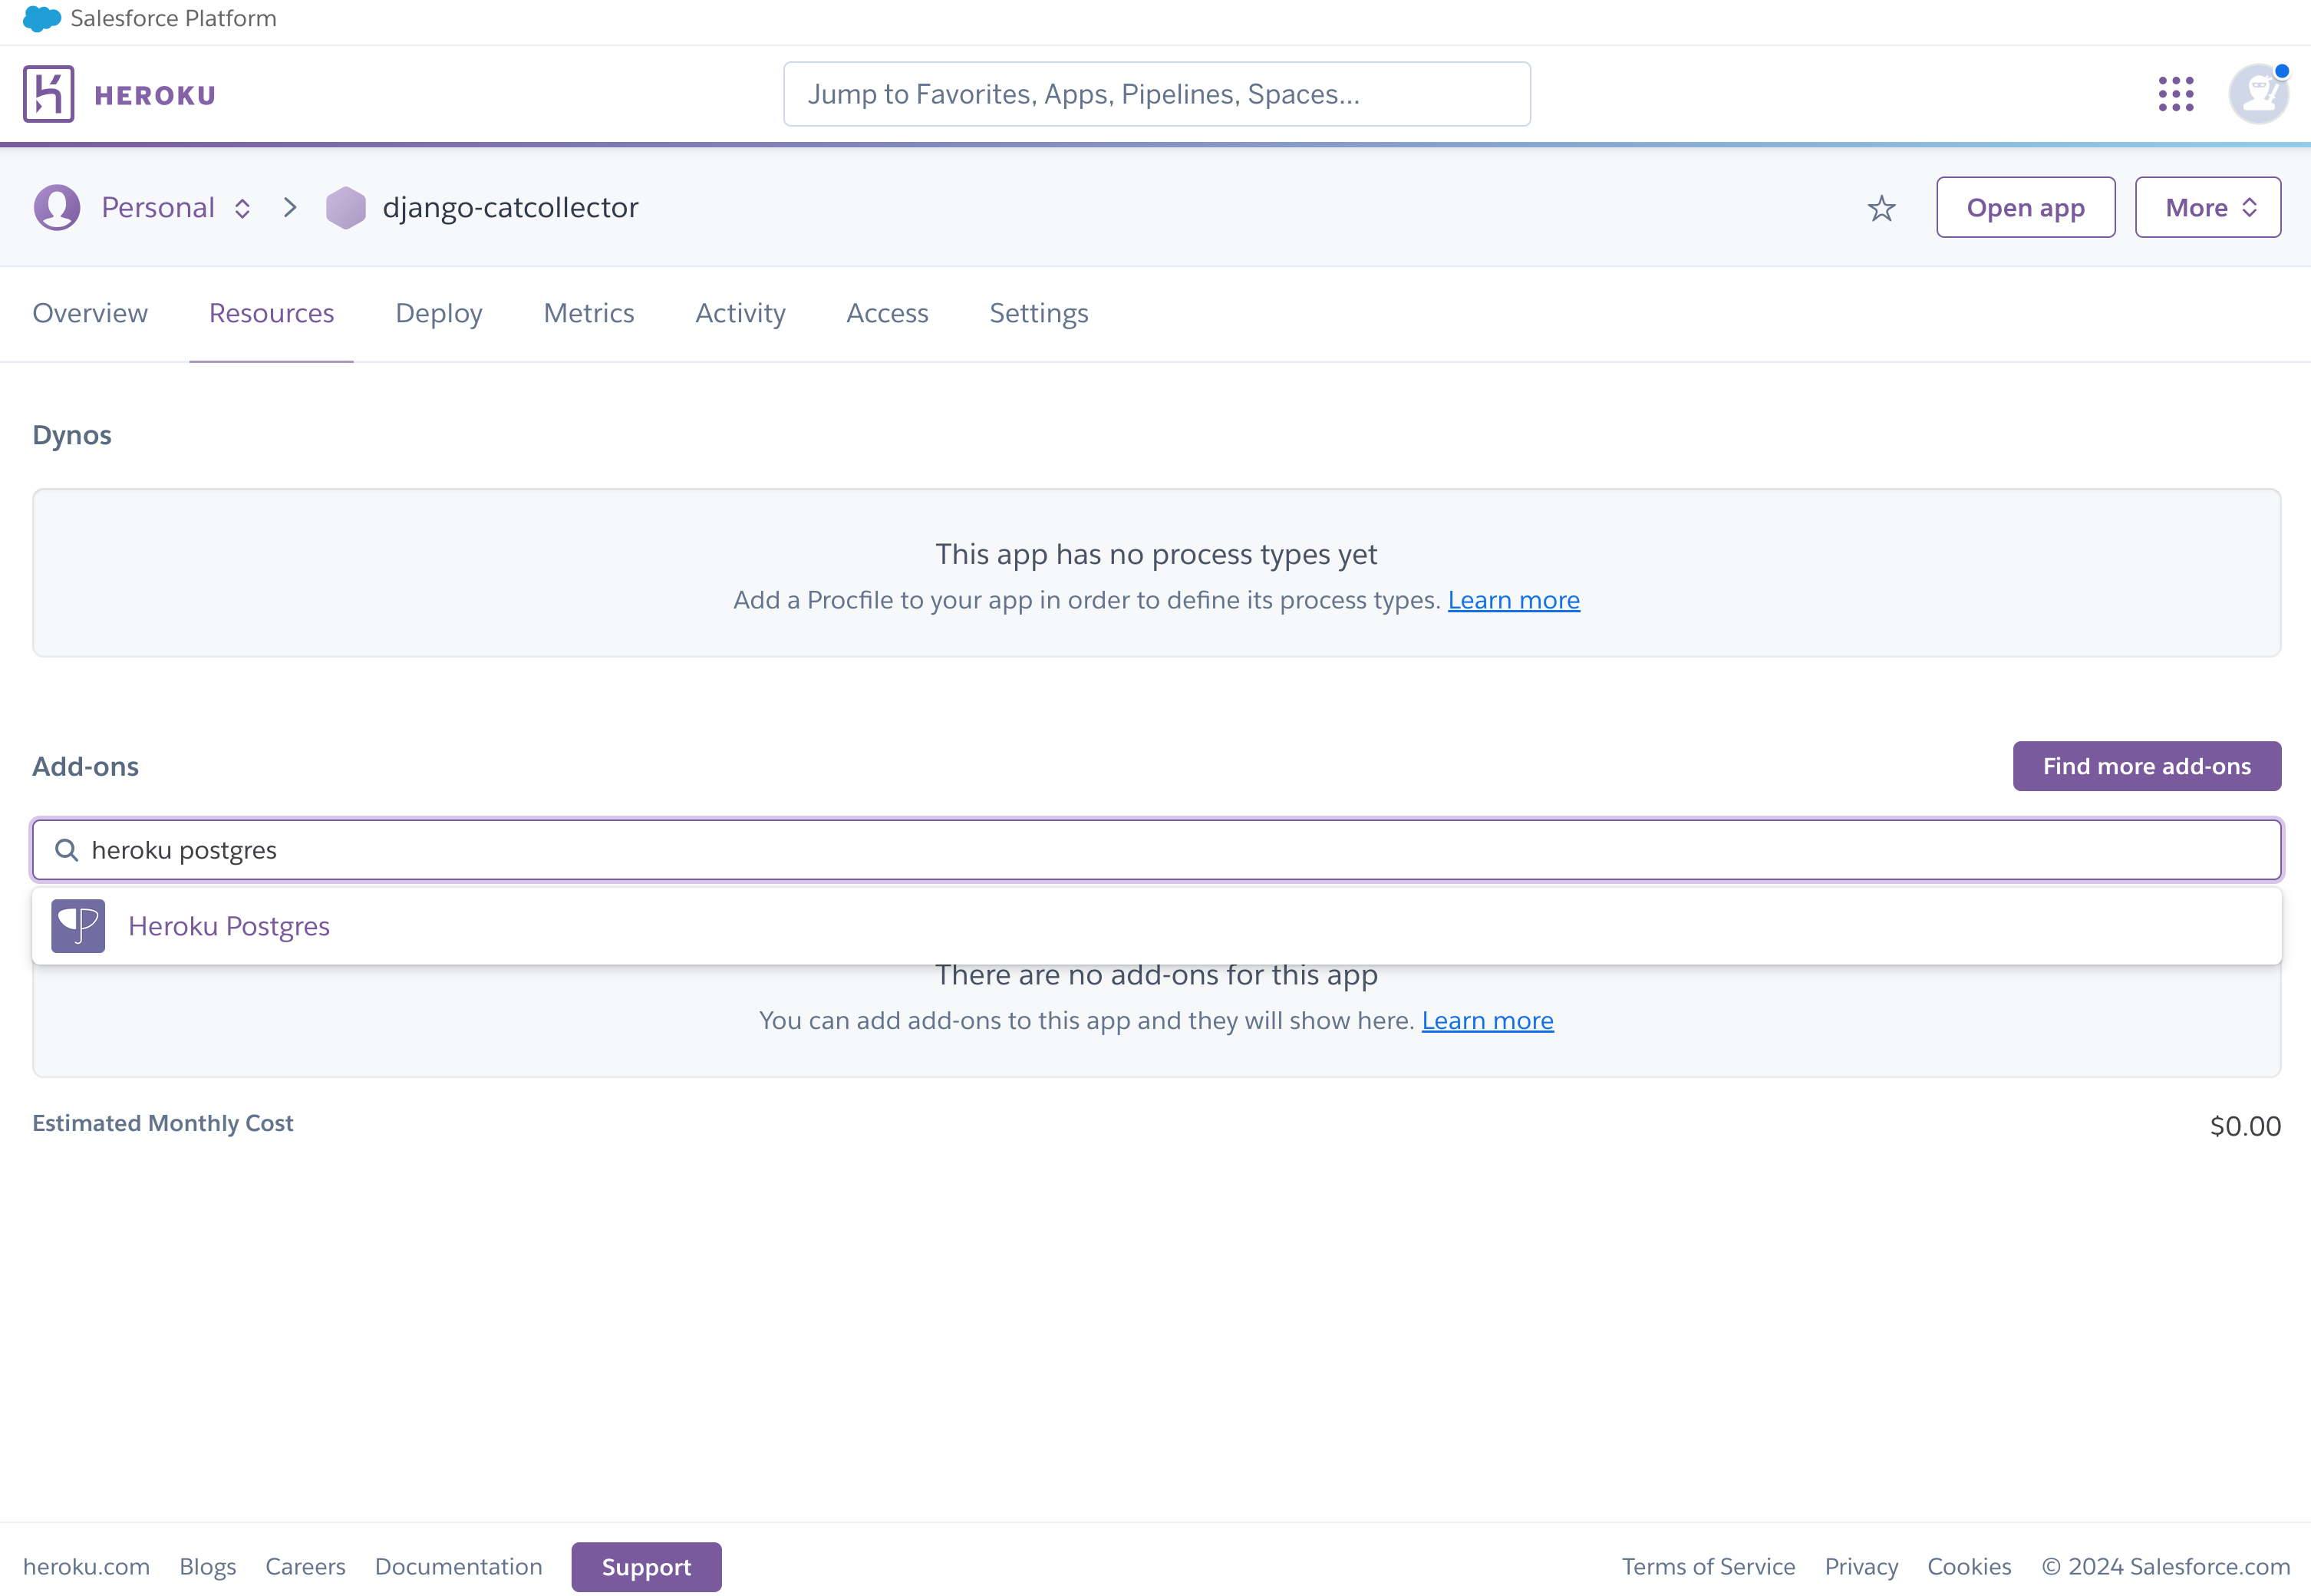 Salesforce Platform
HEROKU
Jump to Favorites, Apps, Pipelines, Spaces...
Personal
django-catcollector
Open app
More
Overview Resources Deploy Metrics Activity Access Settings
Dynos
This app has no process types yet
Add a Procfile to your app in order to define its process types. Learn more
Add-ons
Find more add-ons
heroku postgres
Heroku Postgres
There are no add-ons for this app
You can add add-ons to this app and they will show here. Learn more
Estimated Monthly Cost
$0.00
heroku.com Blogs Careers Documentation Support
Terms of Service Privacy Cookies © 2024 Salesforce.com